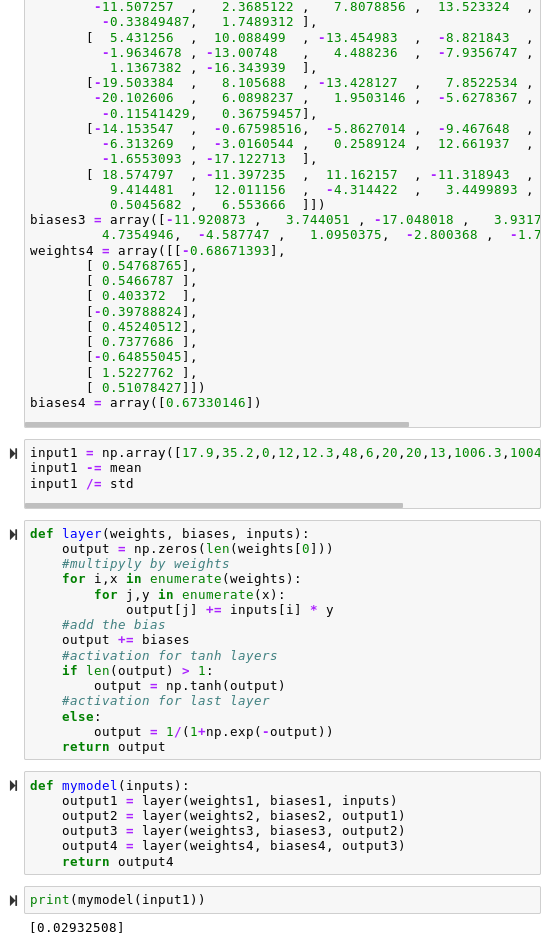 -11.507257  ,   2.3685122 ,   7.8078856 ,  13.523324  ,
         -0.33849487,   1.7489312 ],
       [  5.431256  ,  10.088499  , -13.454983  ,  -8.821843  ,
         -1.9634678 , -13.00748   ,   4.488236  ,  -7.9356747 ,
          1.1367382 , -16.343939  ],
       [-19.503384  ,   8.105688  , -13.428127  ,   7.8522534 ,
        -20.102606  ,   6.0898237 ,   1.9503146 ,  -5.6278367 ,
         -0.11541429,   0.36759457],
       [-14.153547  ,  -0.67598516,  -5.8627014 ,  -9.467648  ,
         -6.313269  ,  -3.0160544 ,   0.2589124 ,  12.661937  ,
         -1.6553093 , -17.122713  ],
       [ 18.574797  , -11.397235  ,  11.162157  , -11.318943  ,
          9.414481  ,  12.011156  ,  -4.314422  ,   3.4499893 ,
          0.5045682 ,   6.553666  ]])
biases3 = array([-11.920873 ,   3.744051 , -17.048018 ,   3.9317
         4.7354946,  -4.587747 ,   1.0950375,  -2.800368 ,  -1.7
weights4 = array([[-0.68671393],
       [ 0.54768765],
       [ 0.5466787 ],
       [ 0.403372  ],
       [-0.39788824],
       [ 0.45240512],
       [ 0.7377686 ],
       [-0.64855045],
       [ 1.5227762 ],
       [ 0.51078427]])
biases4 = array([0.67330146])
input1 = np.array([17.9,35.2,0,12,12.3,48,6,20,20,13,1006.3,1004
input1 -= mean
input1 /= std
def layer(weights, biases, inputs):
    output = np.zeros(len(weights[0]))
    #multipyly by weights
    for i,x in enumerate(weights):
        for j,y in enumerate(x):
            output[j] += inputs[i] * y
    #add the bias
    output += biases
    #activation for tanh layers
    if len(output) > 1:
        output = np.tanh(output)
    #activation for last layer
    else:
        output = 1/(1+np.exp(-output))
    return output
def mymodel(inputs):
    output1 = layer(weights1, biases1, inputs)
    output2 = layer(weights2, biases2, output1)
    output3 = layer(weights3, biases3, output2)
    output4 = layer(weights4, biases4, output3)
    return output4
print(mymodel(input1))
[0.02932508]